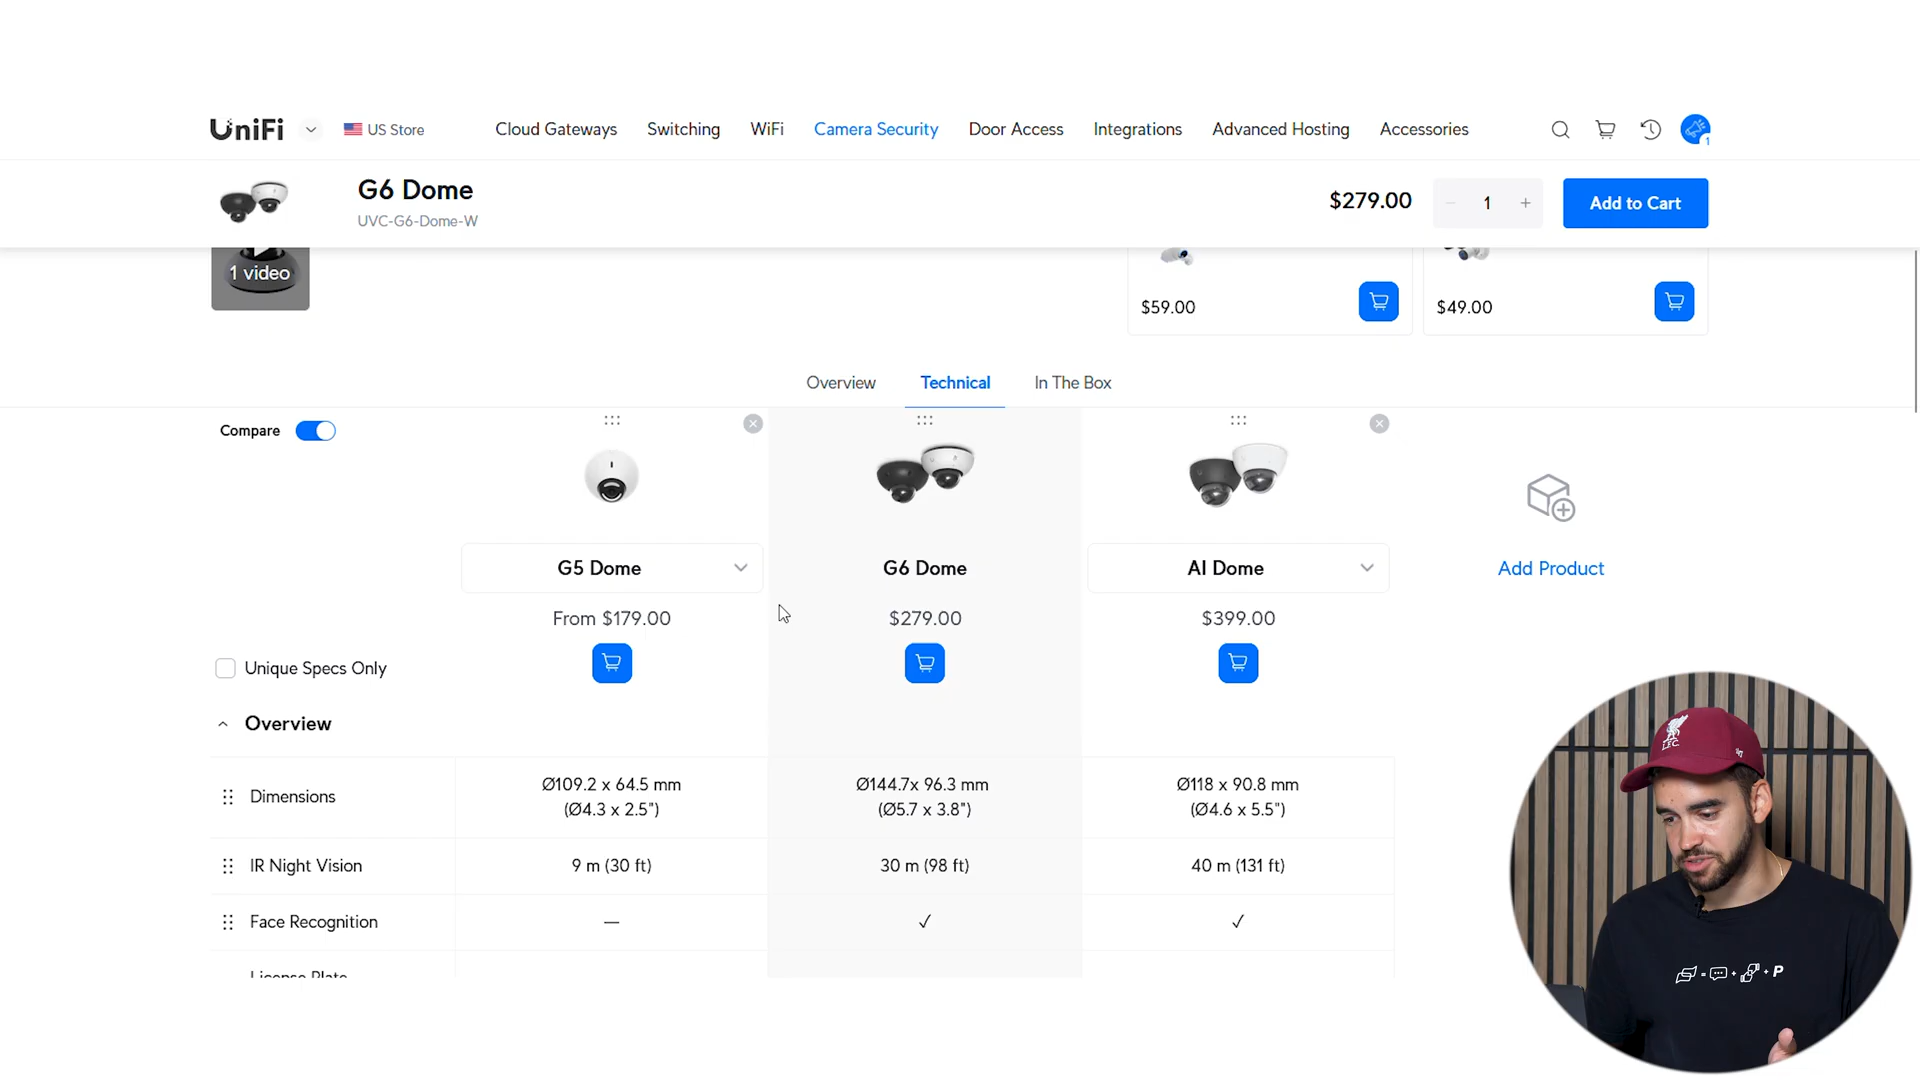 UniFi
US Store
Cloud Gateways
Switching
WiFi
Camera Security
Door Access
Integrations
Advanced Hosting
Accessories
1
G6 Dome
UVC-G6-Dome-W
$279.00
1
Add to Cart
1 video
$59.00
$49.00
Overview
Technical
In The Box
Compare
G5 Dome
G6 Dome
AI Dome
Add Product
From $179.00
$279.00
$399.00
Unique Specs Only
Overview
Dimensions
Ø109.2 x 64.5 mm
(Ø4.3 x 2.5")
Ø144.7x 96.3 mm
(Ø5.7 x 3.8")
Ø118 x 90.8 mm
(Ø4.6 x 5.5")
IR Night Vision
9 m (30 ft)
30 m (98 ft)
40 m (131 ft)
Face Recognition
—
✓
✓
License Plate
L.F.C.
P